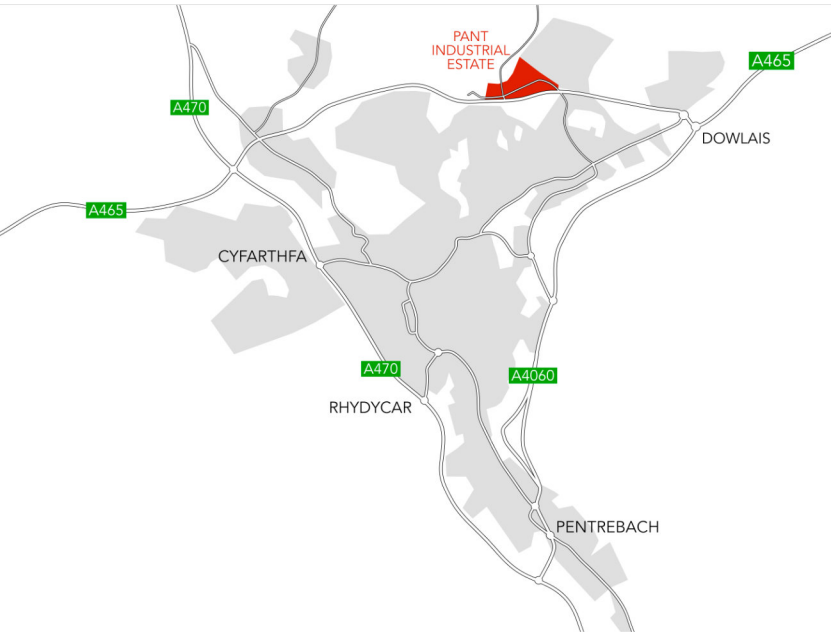 PANT
INDUSTRIAL
ESTATE
A465
A470
DOWLAIS
A465
CYFARTHFA
A470
A4060
RHYDYCAR
PENTREBACH